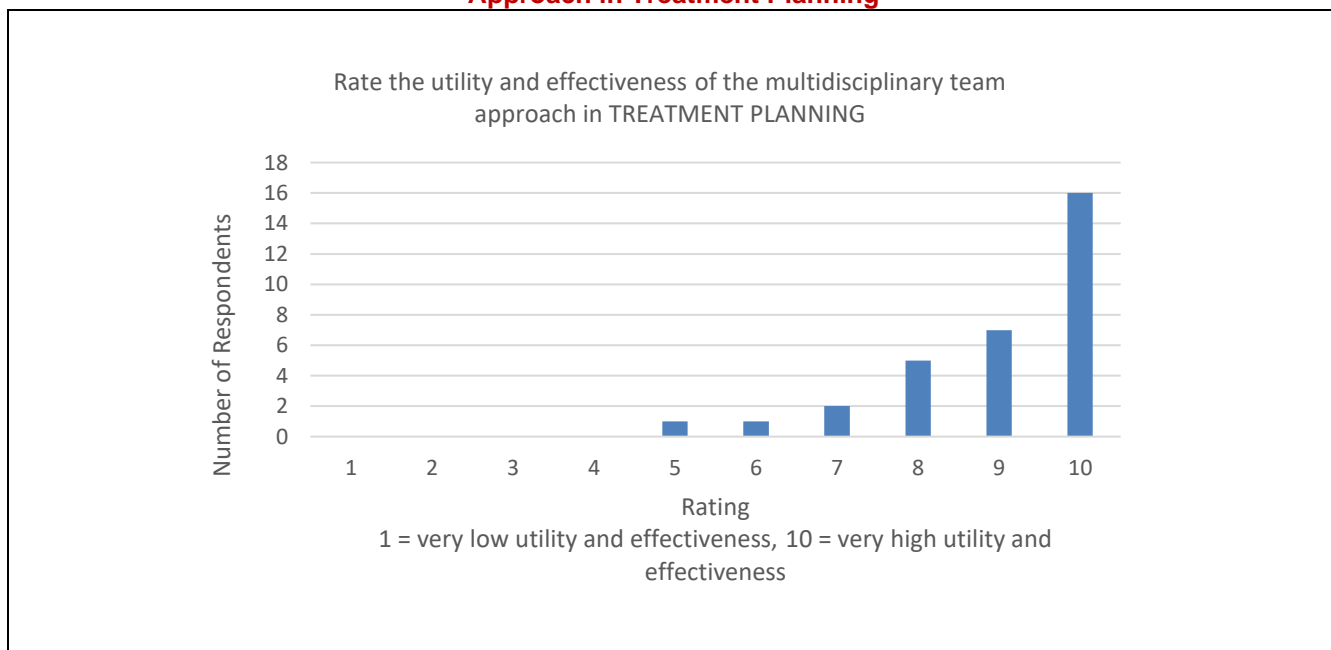 Approach in Treatment Planning
Rate the utility and effectiveness of the multidisciplinary team
approach in TREATMENT PLANNING
18
16
14
12
10
8
6
4
2
0
Number of Respondents
1 2 3 4 5 6 7 8 9 10
Rating
1 = very low utility and effectiveness, 10 = very high utility and
effectiveness